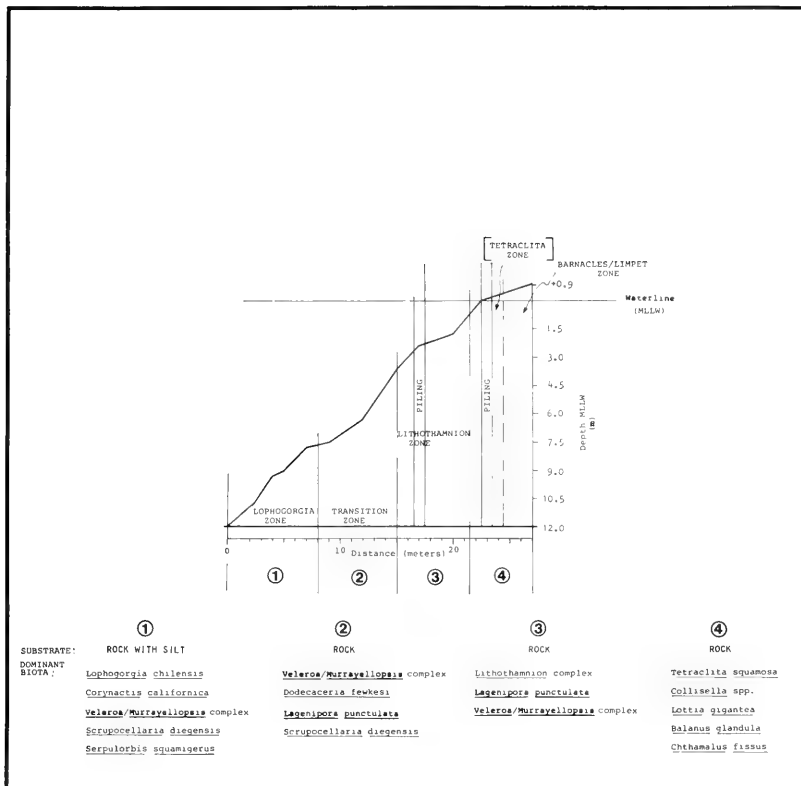 TETRACLITA
ZONE
BARNACLES/LIMPET
ZONE
+0.9
Waterline
(MLLW)
1.5
3.0
4.5
6.0
7.5
9.0
10.5
12.0
Depth MLLW
(m)
PILING
PILING
LITHOTHAMNION
ZONE
LOPHOGORGIA
ZONE
TRANSITION
ZONE
0 10 Distance (meters) 20
1 2 3 4
1 2 3 4
SUBSTRATE: ROCK WITH SILT ROCK ROCK ROCK
DOMINANT
BIOTA:
Lophogorgia chilensis
Corynactis californica
Veleroa/Murrayellopsis complex
Scrupocellaria diegensis
Serpulorbis squamigerus
Veleroa/Murrayellopsis complex
Dodecaceria fewkesi
Lagenipora punctulata
Scrupocellaria diegensis
Lithothamnion complex
Lagenipora punctulata
Veleroa/Murrayellopsis complex
Tetraclita squamosa
Collisella spp.
Lottia gigantea
Balanus glandula
Chthamalus fissus